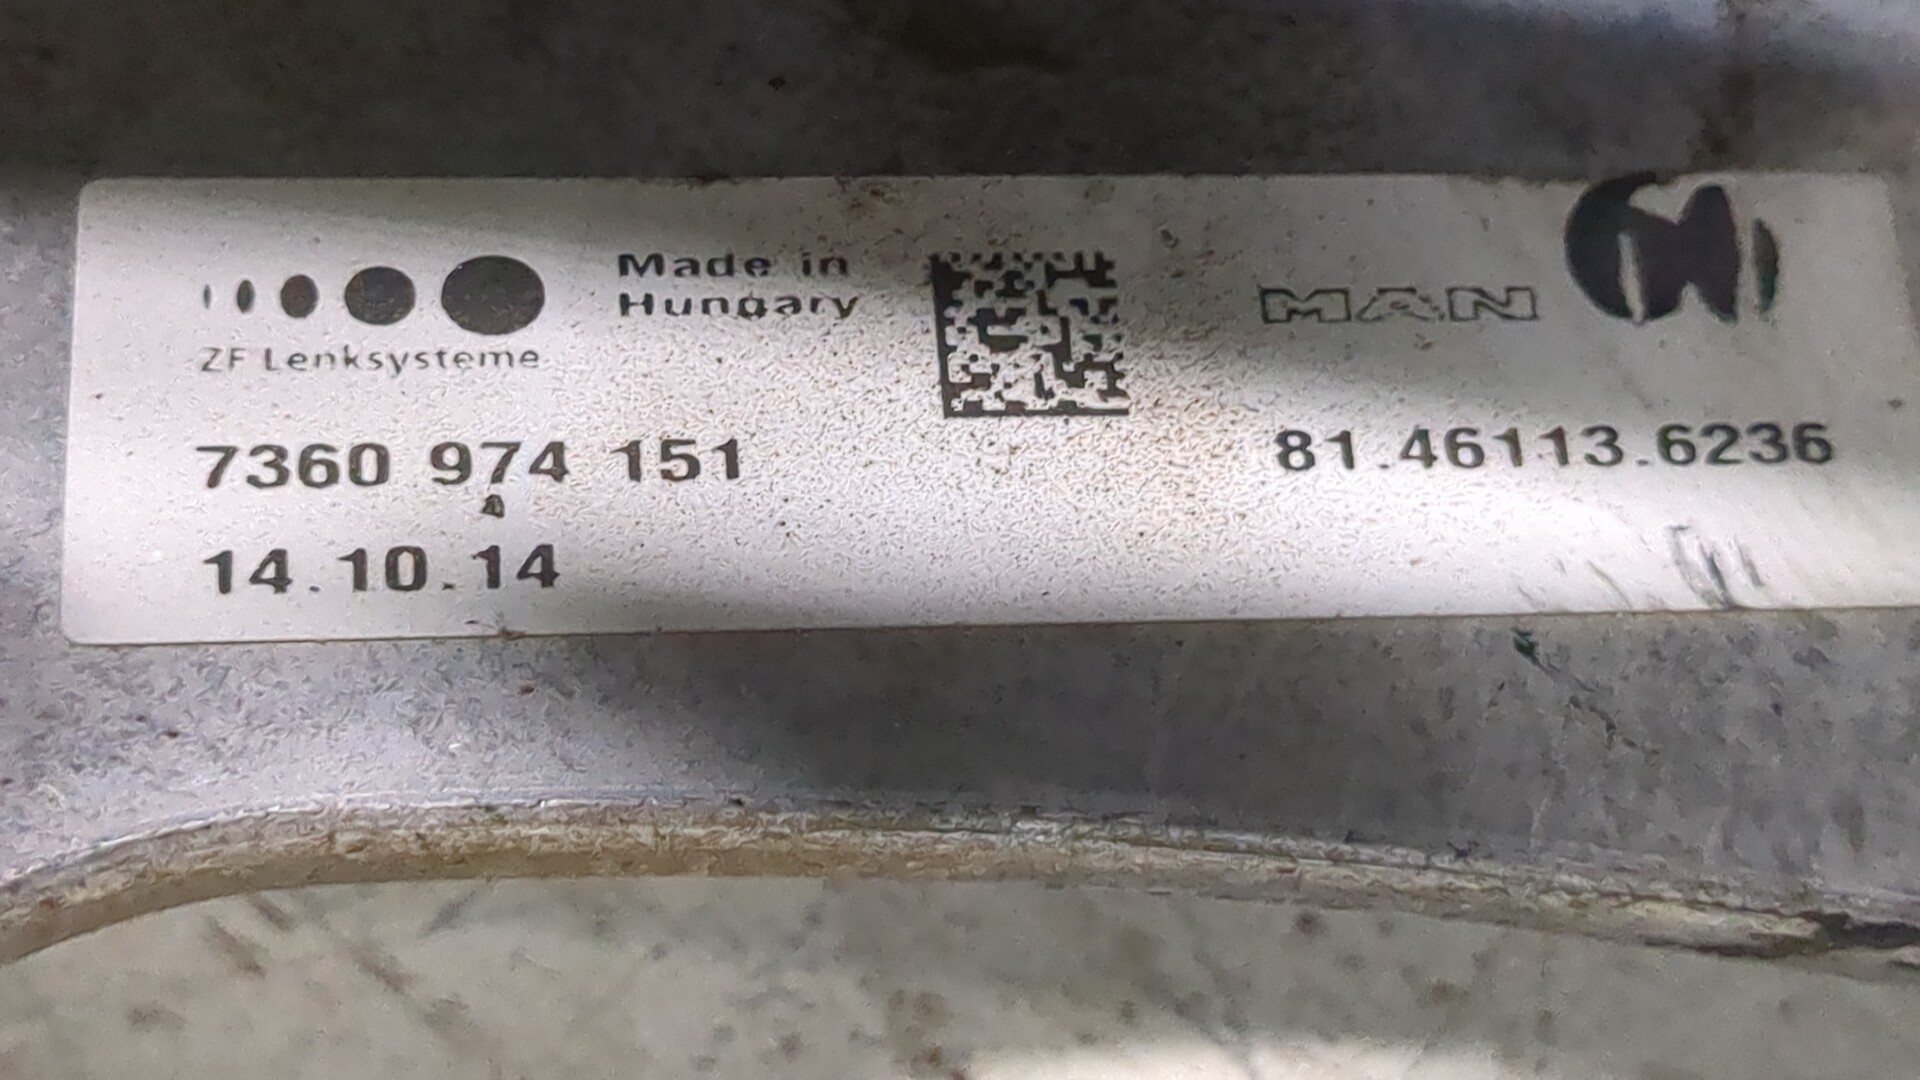 Made in
Hungary
ZF Lenksysteme
MAN
7360 974 151
81.46113.6236
14.10.14